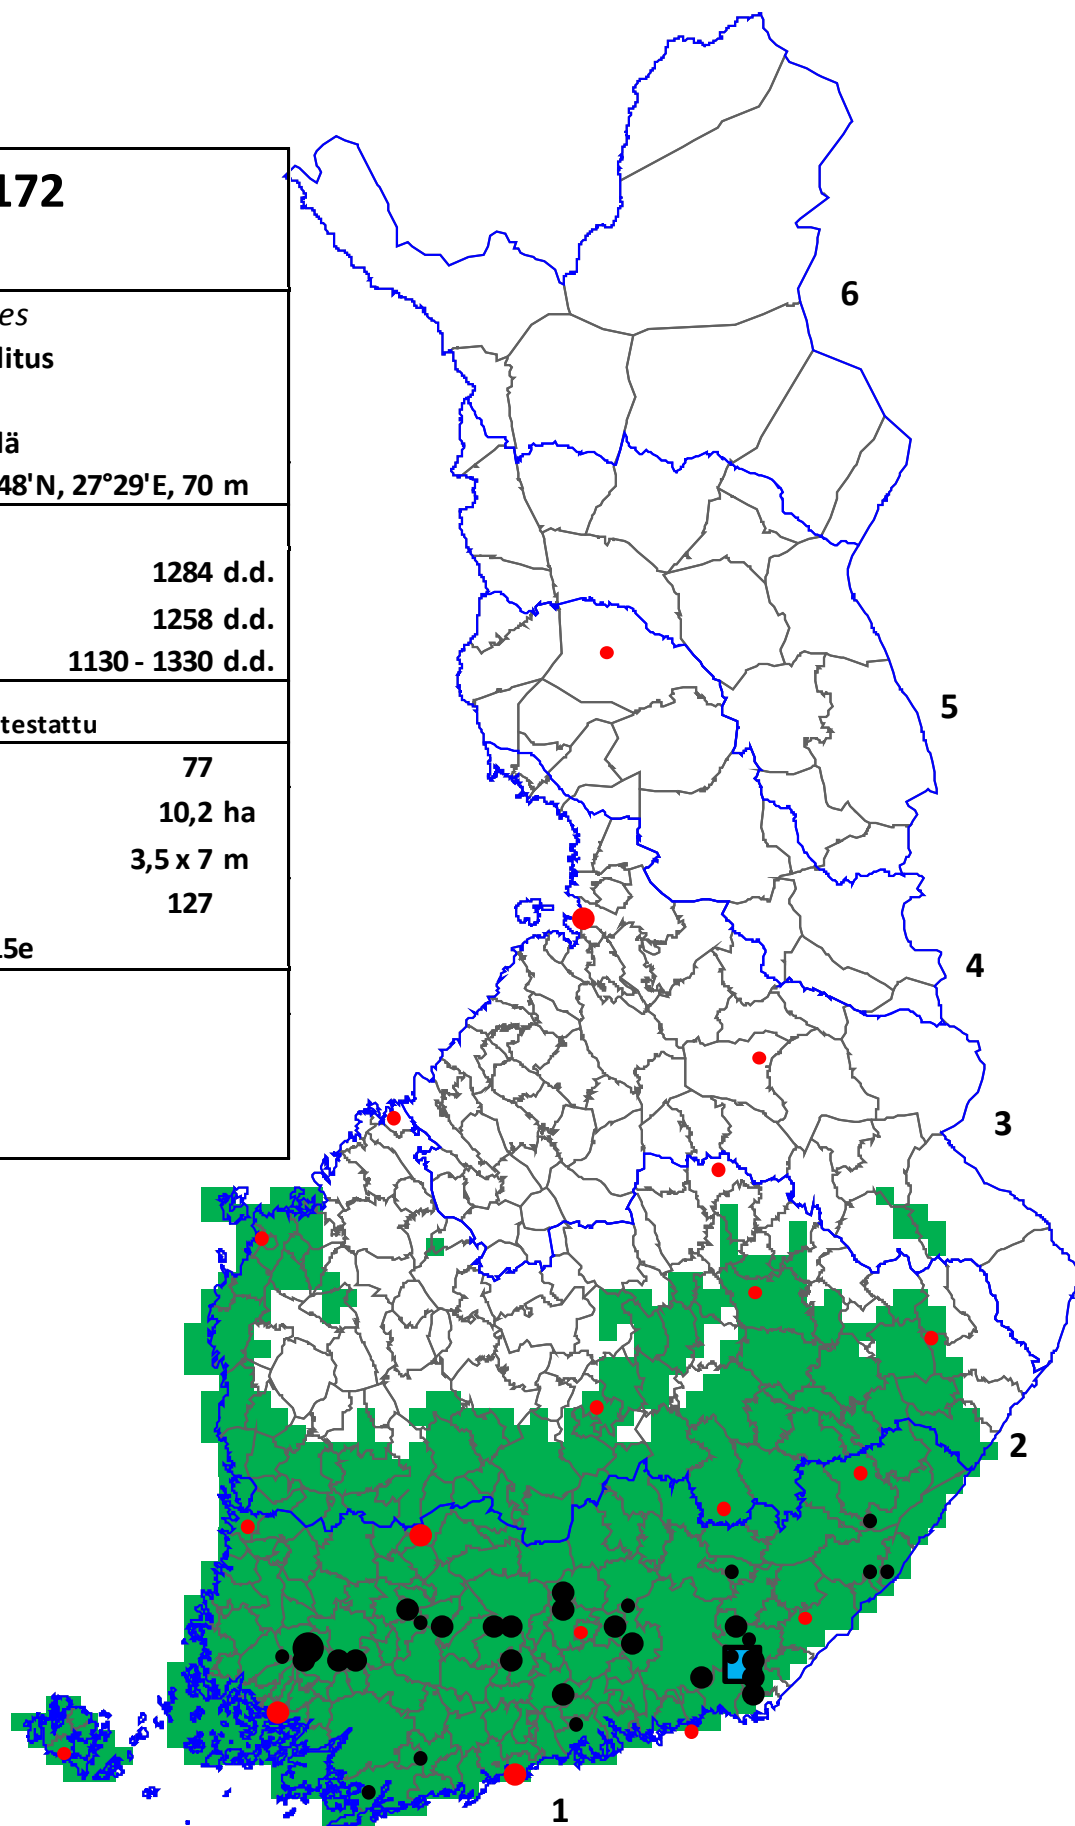 172
es
litus
lä
48'N, 27°29'E, 70 m
1284 d.d.
1258 d.d.
1130 - 1330 d.d.
testattu
77
10,2 ha
3,5 x 7 m
127
15e
6
5
4
3
2
1